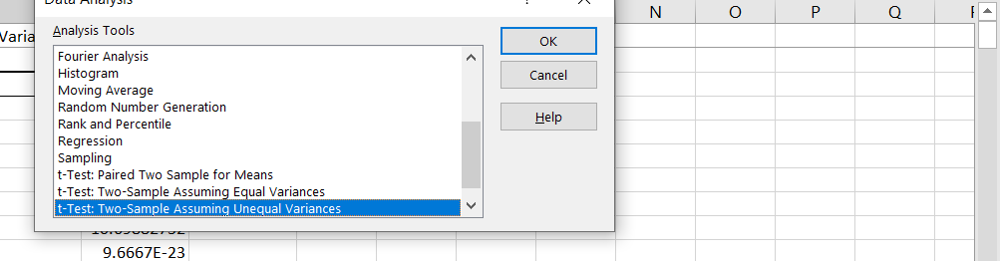 Data Analysis ?
N O P Q
Varia
Analysis Tools
OK
Fourier Analysis
Histogram
Cancel
Moving Average
Random Number Generation
Help
Rank and Percentile
Regression
Sampling
t-Test: Paired Two Sample for Means
t-Test: Two-Sample Assuming Equal Variances
t-Test: Two-Sample Assuming Unequal Variances
9.6667E-23